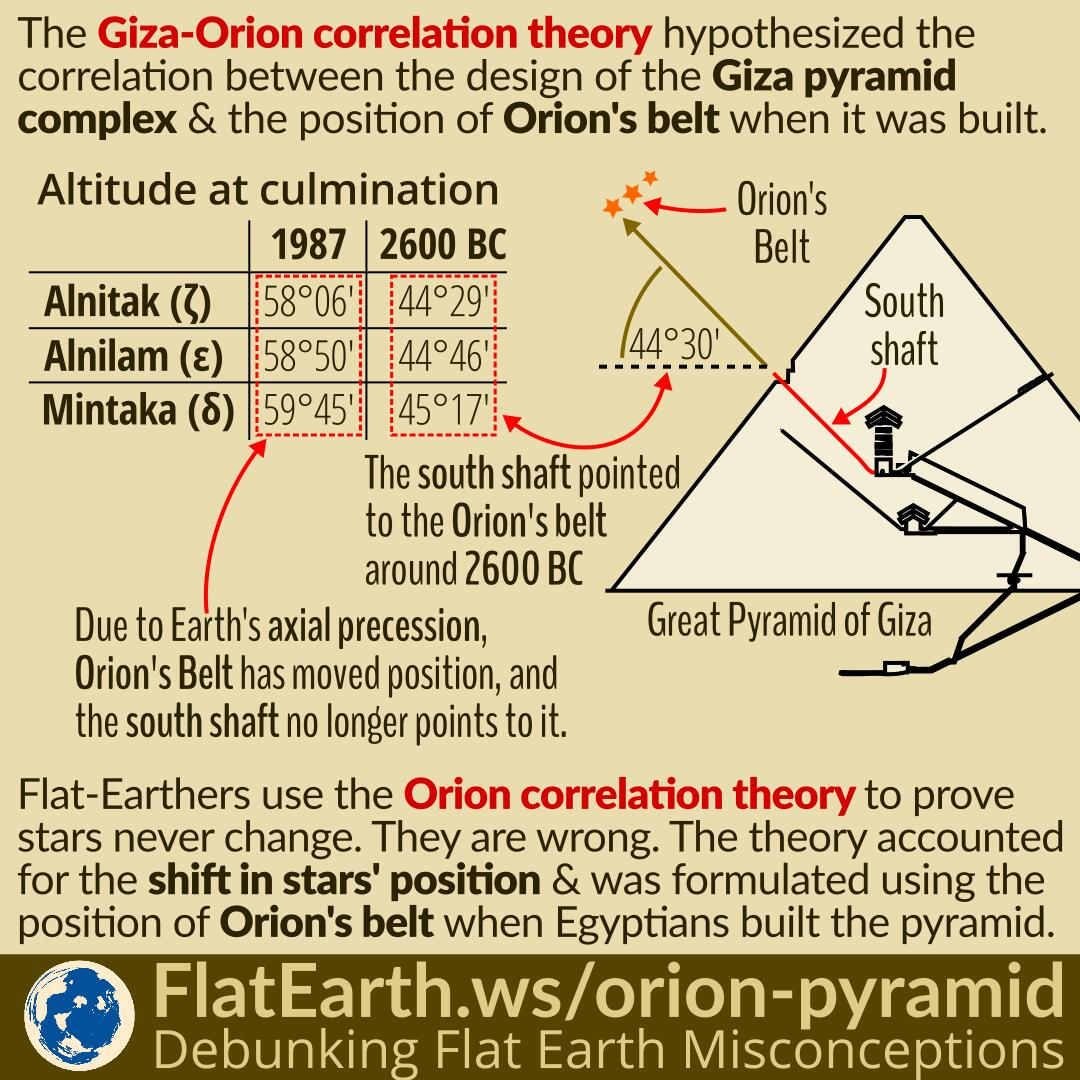 The Giza-Orion correlation theory hypothesized the
correlation between the design of the Giza pyramid
complex & the position of Orion's belt when it was built.
Altitude at culmination
1987 2600 BC
Alnitak (ζ) 58°06' 44°29'
Alnilam (ε) 58°50' 44°46'
Mintaka (δ) 59°45' 45°17'
Orion's
Belt
South
shaft
44°30'
The south shaft pointed
to the Orion's belt
around 2600 BC
Great Pyramid of Giza
Due to Earth's axial precession,
Orion's Belt has moved position, and
the south shaft no longer points to it.
Flat-Earthers use the Orion correlation theory to prove
stars never change. They are wrong. The theory accounted
for the shift in stars' position & was formulated using the
position of Orion's belt when Egyptians built the pyramid.
FlatEarth.ws/orion-pyramid
Debunking Flat Earth Misconceptions